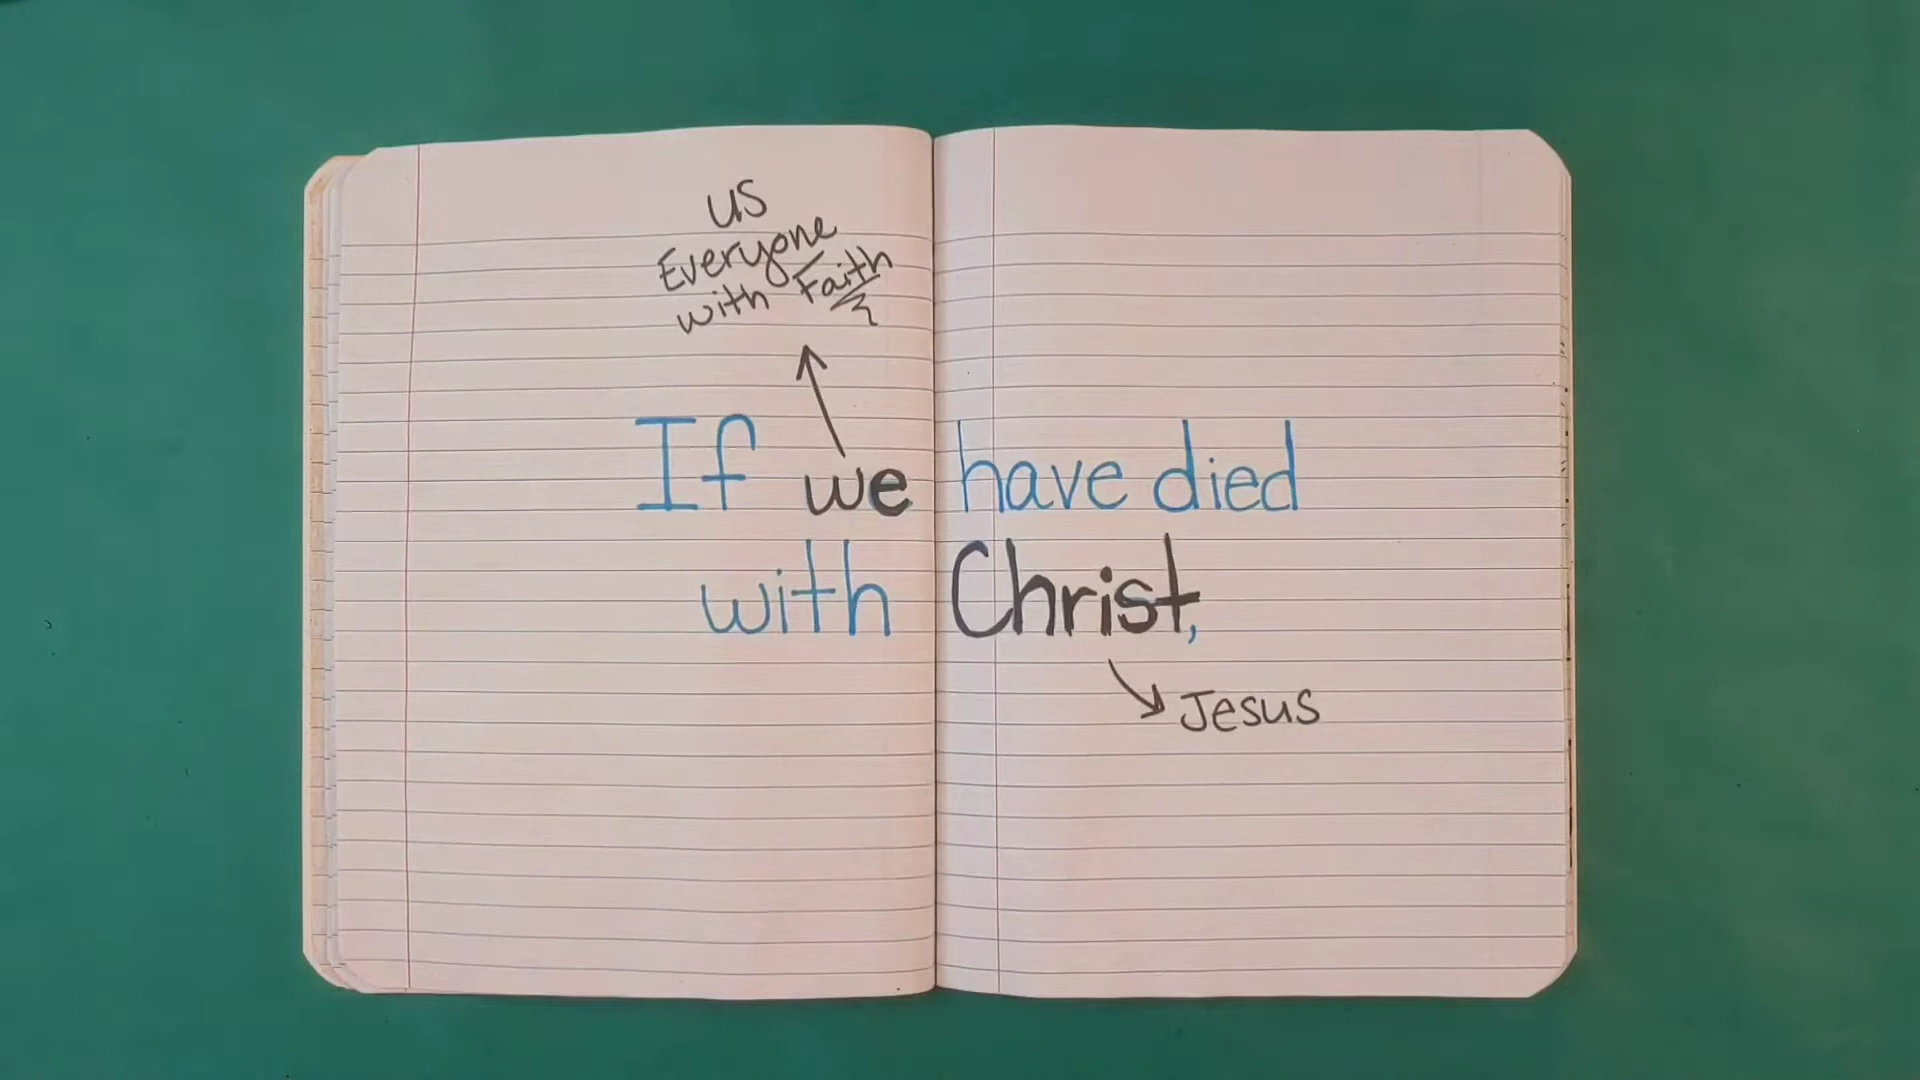 us
Everyone
with Faith
If we have died
with Christ,
Jesus